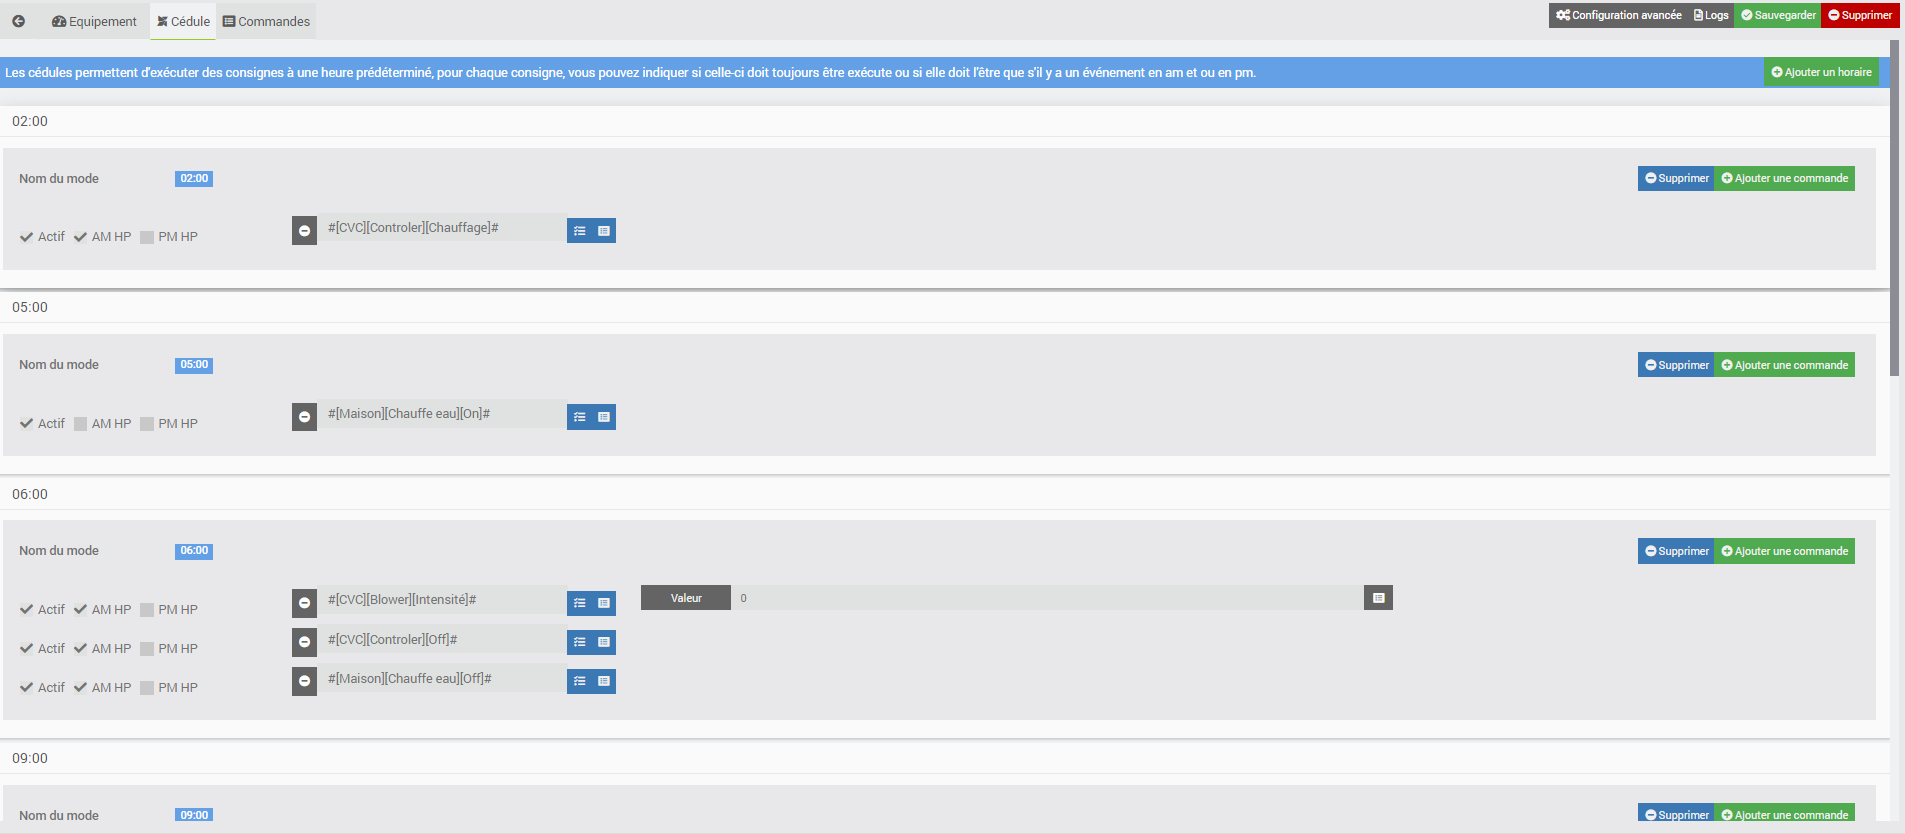 Equipement Cédule Commandes Configuration avancée Logs Sauvegarder Supprimer
Les cédules permettent d'exécuter des consignes à une heure prédéterminé, pour chaque consigne, vous pouvez indiquer si celle-ci doit toujours être exécute ou si elle doit l'être que s'il y a un événement en am et ou en pm. Ajouter un horaire
02:00
Nom du mode 02:00 Supprimer Ajouter une commande
Actif AM HP PM HP #[CVC][Controler][Chauffage]#
05:00
Nom du mode 05:00 Supprimer Ajouter une commande
Actif AM HP PM HP #[Maison][Chauffe eau][On]#
06:00
Nom du mode 06:00 Supprimer Ajouter une commande
Actif AM HP PM HP #[CVC][Blower][Intensité]# Valeur 0
Actif AM HP PM HP #[CVC][Controler][Off]#
Actif AM HP PM HP #[Maison][Chauffe eau][Off]#
09:00
Nom du mode 09:00 Supprimer Ajouter une commande